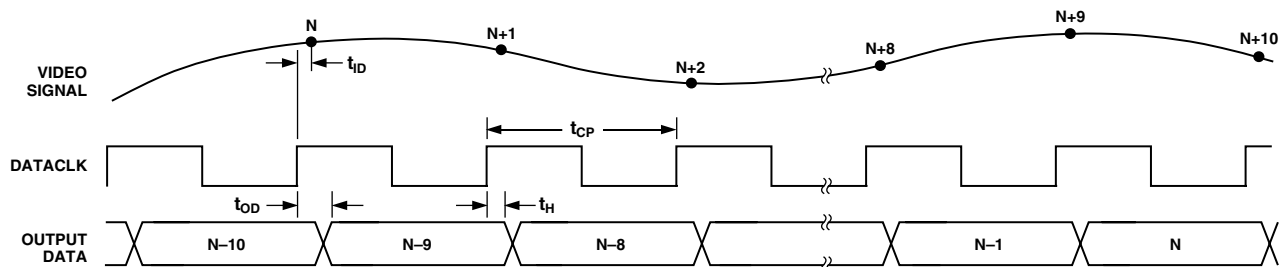 N
N+1
N+2
N+8
N+9
N+10
tID
VIDEO
SIGNAL
tCP
DATACLK
tOD
tH
OUTPUT
DATA
N–10
N–9
N–8
N–1
N